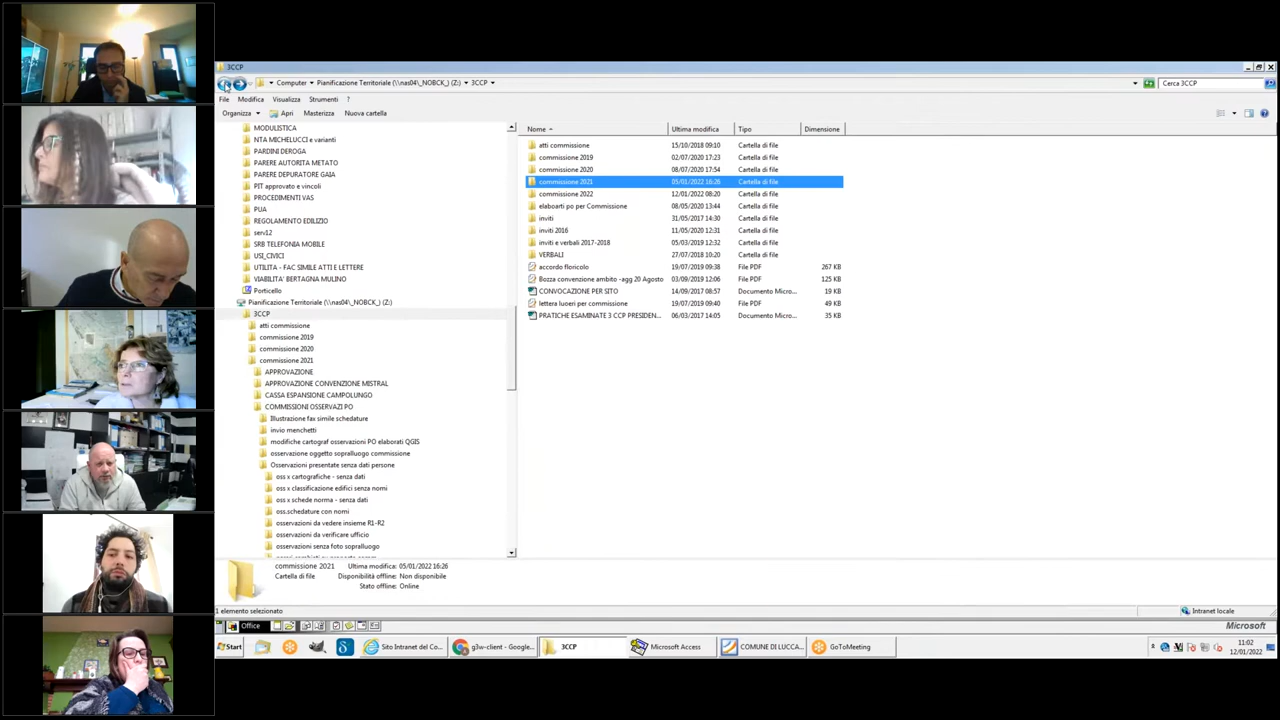 3CCP
Computer Pianificazione Territoriale (\\nas04\_NOBCK_) (Z:) 3CCP
Cerca 3CCP
File Modifica Visualizza Strumenti ?
Organizza Apri Masterizza Nuova cartella
MODULISTICA
NTA MICHELUCCI e varianti
PARDINI DEROGA
PARERE AUTORITA METATO
PARERE DEPURATORE GAIA
PIT approvato e vincoli
PROCEDIMENTI VAS
PUA
REGOLAMENTO EDILIZIO
serv12
SRB TELEFONIA MOBILE
USI_CIVICI
UTILITA - FAC SIMILE ATTI E LETTERE
VIABILITA' BERTAGNA MULINO
Porticello
Pianificazione Territoriale (\\nas04\_NOBCK_) (Z:)
3CCP
atti commissione
commissione 2019
commissione 2020
commissione 2021
APPROVAZIONE
APPROVAZIONE CONVENZIONE MISTRAL
CASSA ESPANSIONE CAMPOLUNGO
COMMISSIONI OSSERVAZI PO
Illustrazione fax simile schedature
invio menchetti
modifiche cartograf osservazioni PO elaborati QGIS
osservazione oggetto sopralluogo commissione
Osservazioni presentate senza dati persone
oss x cartografiche - senza dati
oss x classificazione edifici senza nomi
oss x schede norma - senza dati
oss.schedature con nomi
osservazioni da vedere insieme R1-R2
osservazioni da verificare ufficio
osservazioni senza foto sopralluogo
Nome Ultima modifica Tipo Dimensione
atti commissione 15/10/2018 09:10 Cartella di file
commissione 2019 02/07/2020 17:23 Cartella di file
commissione 2020 08/07/2020 17:54 Cartella di file
commissione 2021 05/01/2022 16:26 Cartella di file
commissione 2022 12/01/2022 08:20 Cartella di file
elaboarti po per Commissione 08/05/2020 13:44 Cartella di file
inviti 31/05/2017 14:30 Cartella di file
inviti 2016 11/05/2020 12:31 Cartella di file
inviti e verbali 2017-2018 05/03/2019 12:32 Cartella di file
VERBALI 27/07/2018 10:20 Cartella di file
accordo floricolo 19/07/2019 09:38 File PDF 267 KB
Bozza convenzione ambito -agg 20 Agosto 03/09/2019 12:06 File PDF 125 KB
CONVOCAZIONE PER SITO 14/09/2017 08:57 Documento Micro... 19 KB
lettera luoeri per commissione 19/07/2019 09:40 File PDF 49 KB
PRATICHE ESAMINATE 3 CCP PRESIDEN... 06/03/2017 14:05 Documento Micro... 35 KB
commissione 2021 Ultima modifica: 05/01/2022 16:26
Cartella di file Disponibilità offline: Non disponibile
Stato offline: Online
1 elemento selezionato Intranet locale
Office Microsoft
Start Sito Intranet del Co... g3w-client - Google... 3CCP Microsoft Access COMUNE DI LUCCA... GoToMeeting
11:02
12/01/2022